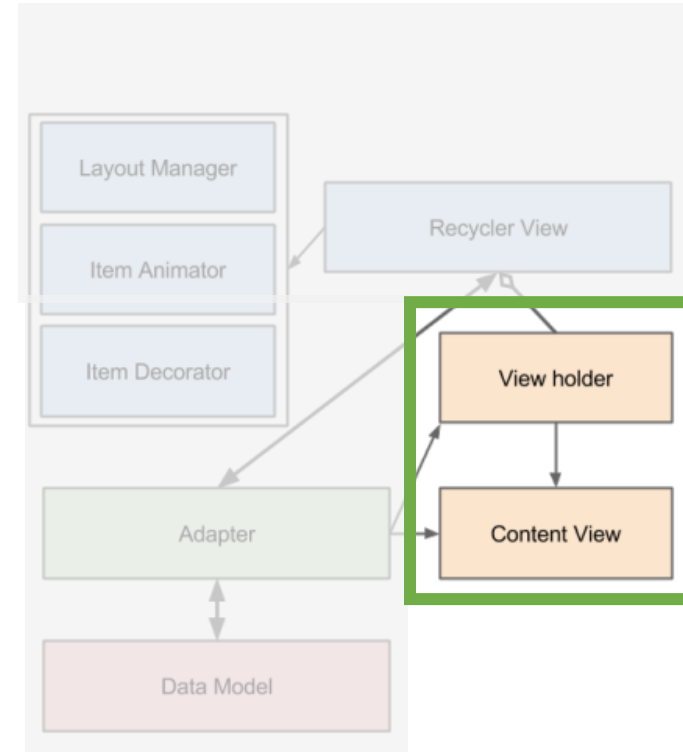 Layout Manager
Recycler View
Item Animator
Item Decorator
View holder
Adapter
Content View
Data Model